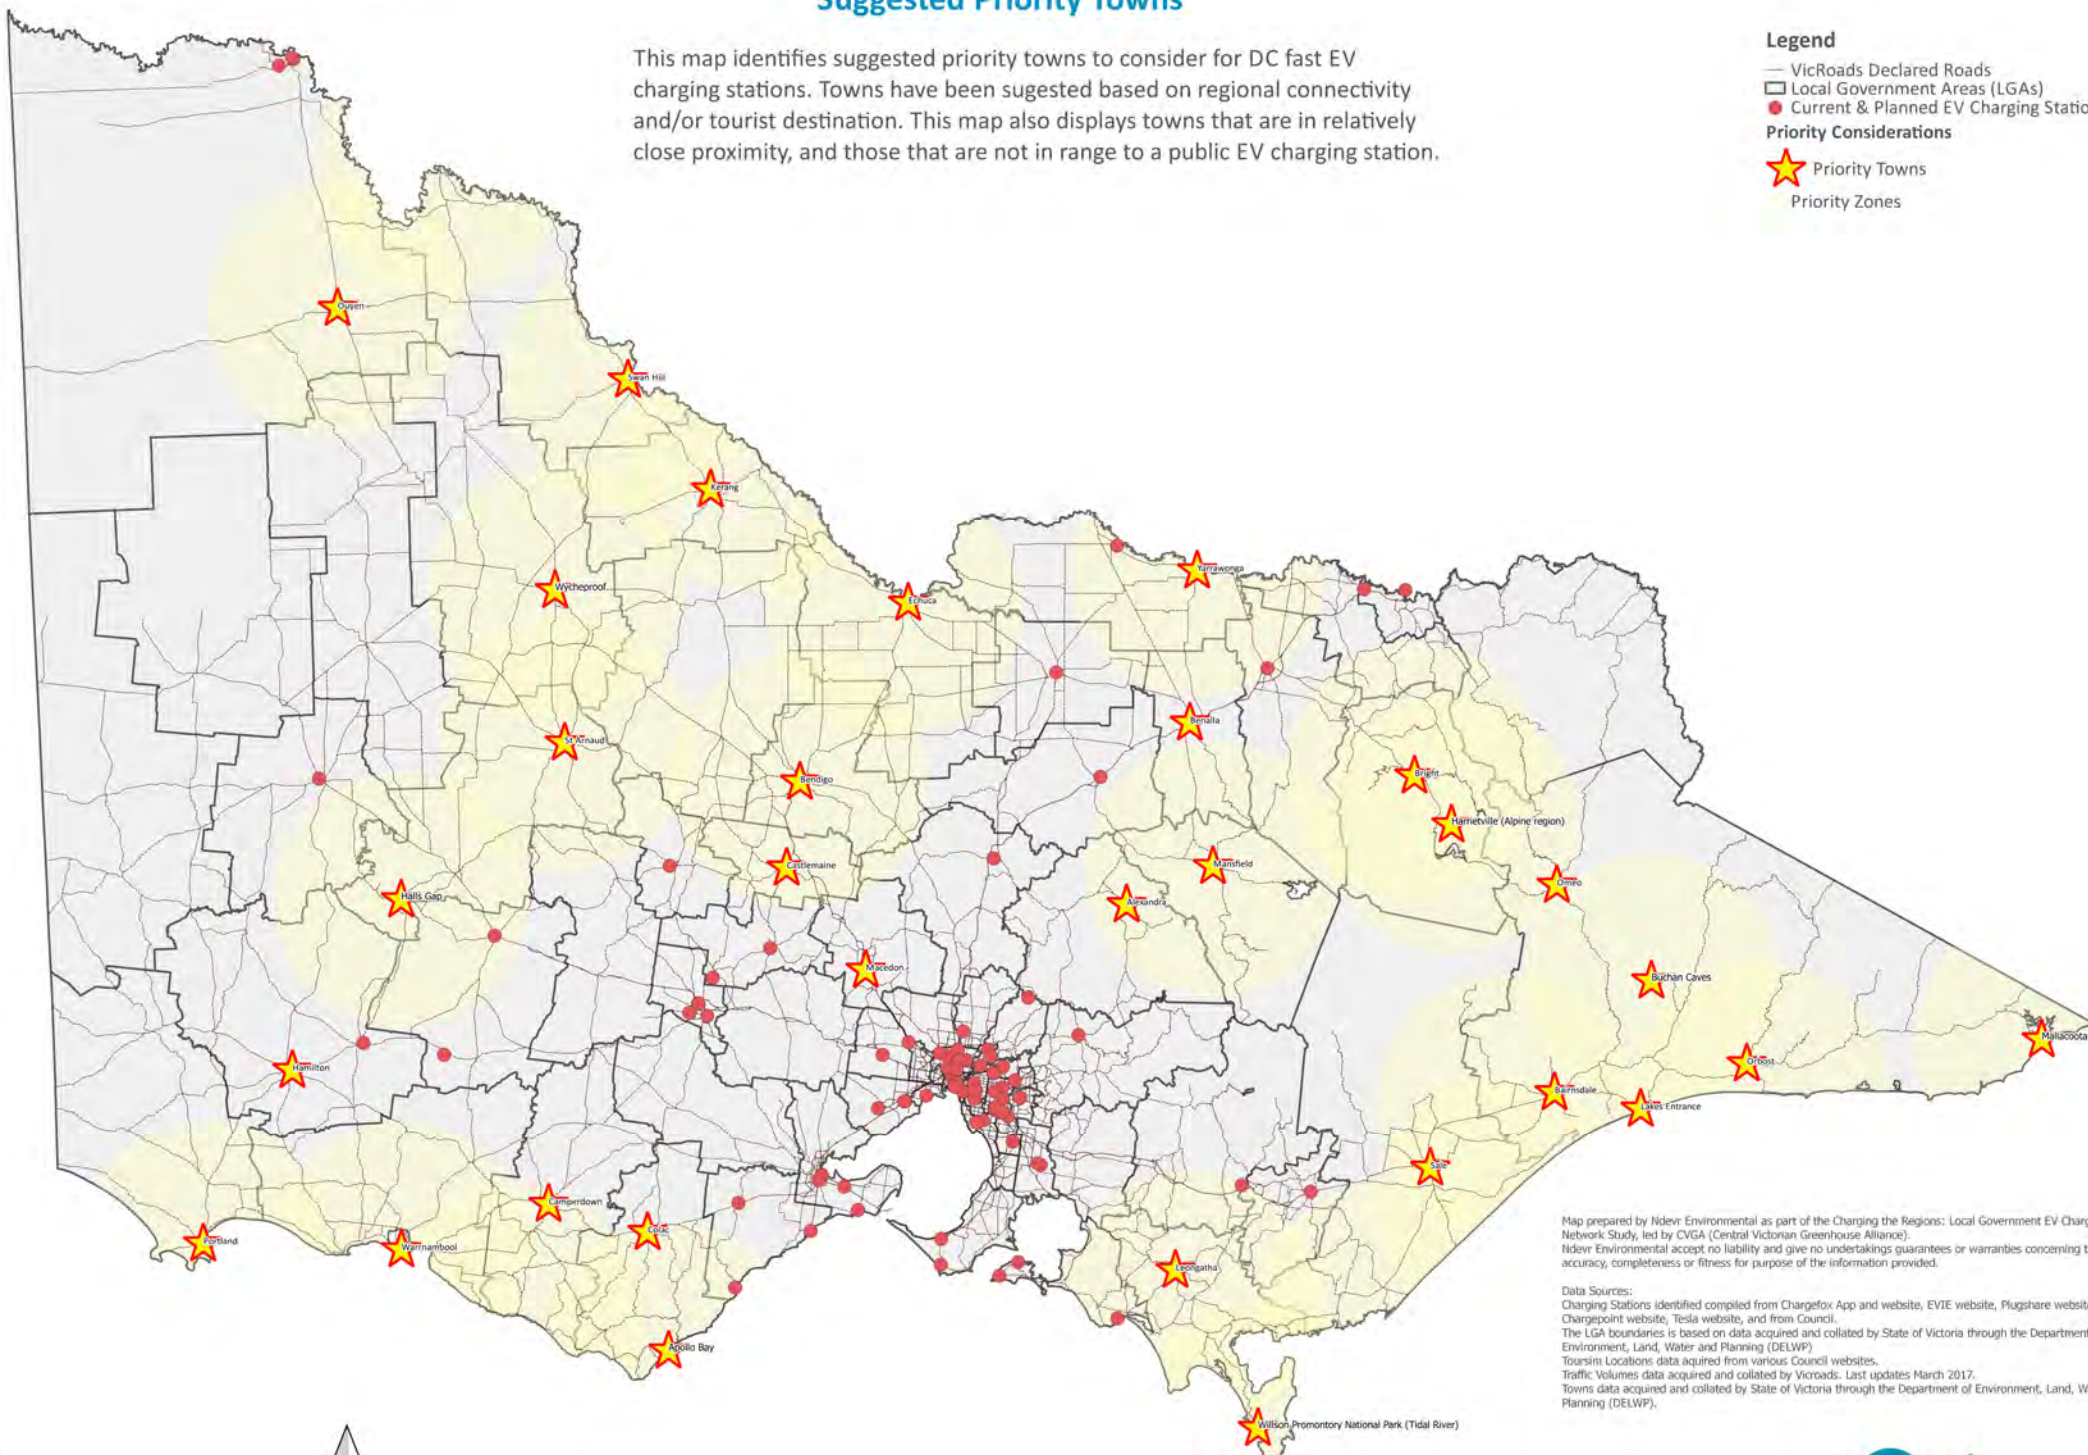 Suggested Priority Towns
This map identifies suggested priority towns to consider for DC fast EV
charging stations. Towns have been sugested based on regional connectivity
and/or tourist destination. This map also displays towns that are in relatively
close proximity, and those that are not in range to a public EV charging station.
Legend
VicRoads Declared Roads
Local Government Areas (LGAs)
Current & Planned EV Charging Statio
Priority Considerations
Priority Towns
Priority Zones
Ouyen
Swan Hill
Kerang
Wycheproof
Echuca
Yarrawonga
St Arnaud
Benalla
Bendigo
Bright
Harrietville (Alpine region)
Castlemaine
Mansfield
Omeo
Halls Gap
Alexandra
Macedon
Buchan Caves
Mallacoota
Hamilton
Orbost
Bairnsdale
Lakes Entrance
Sale
Camperdown
Colac
Portland
Warrnambool
Leongatha
Apollo Bay
Willson Promontory National Park (Tidal River)
Map prepared by Ndevr Environmental as part of the Charging the Regions: Local Government EV Charg
Network Study, led by CVGA (Central Victorian Greenhouse Alliance).
Ndevr Environmental accept no liability and give no undertakings guarantees or warranties concerning t
accuracy, completeness or fitness for purpose of the information provided.
Data Sources:
Charging Stations identified compiled from Chargefox App and website, EVIE website, Plugshare websit
Chargepoint website, Tesla website, and from Council.
The LGA boundaries is based on data acquired and collated by State of Victoria through the Department
Environment, Land, Water and Planning (DELWP)
Toursim Locations data aquired from various Council websites.
Traffic Volumes data acquired and collated by Vicroads. Last updates March 2017.
Towns data acquired and collated by State of Victoria through the Department of Environment, Land, W
Planning (DELWP).